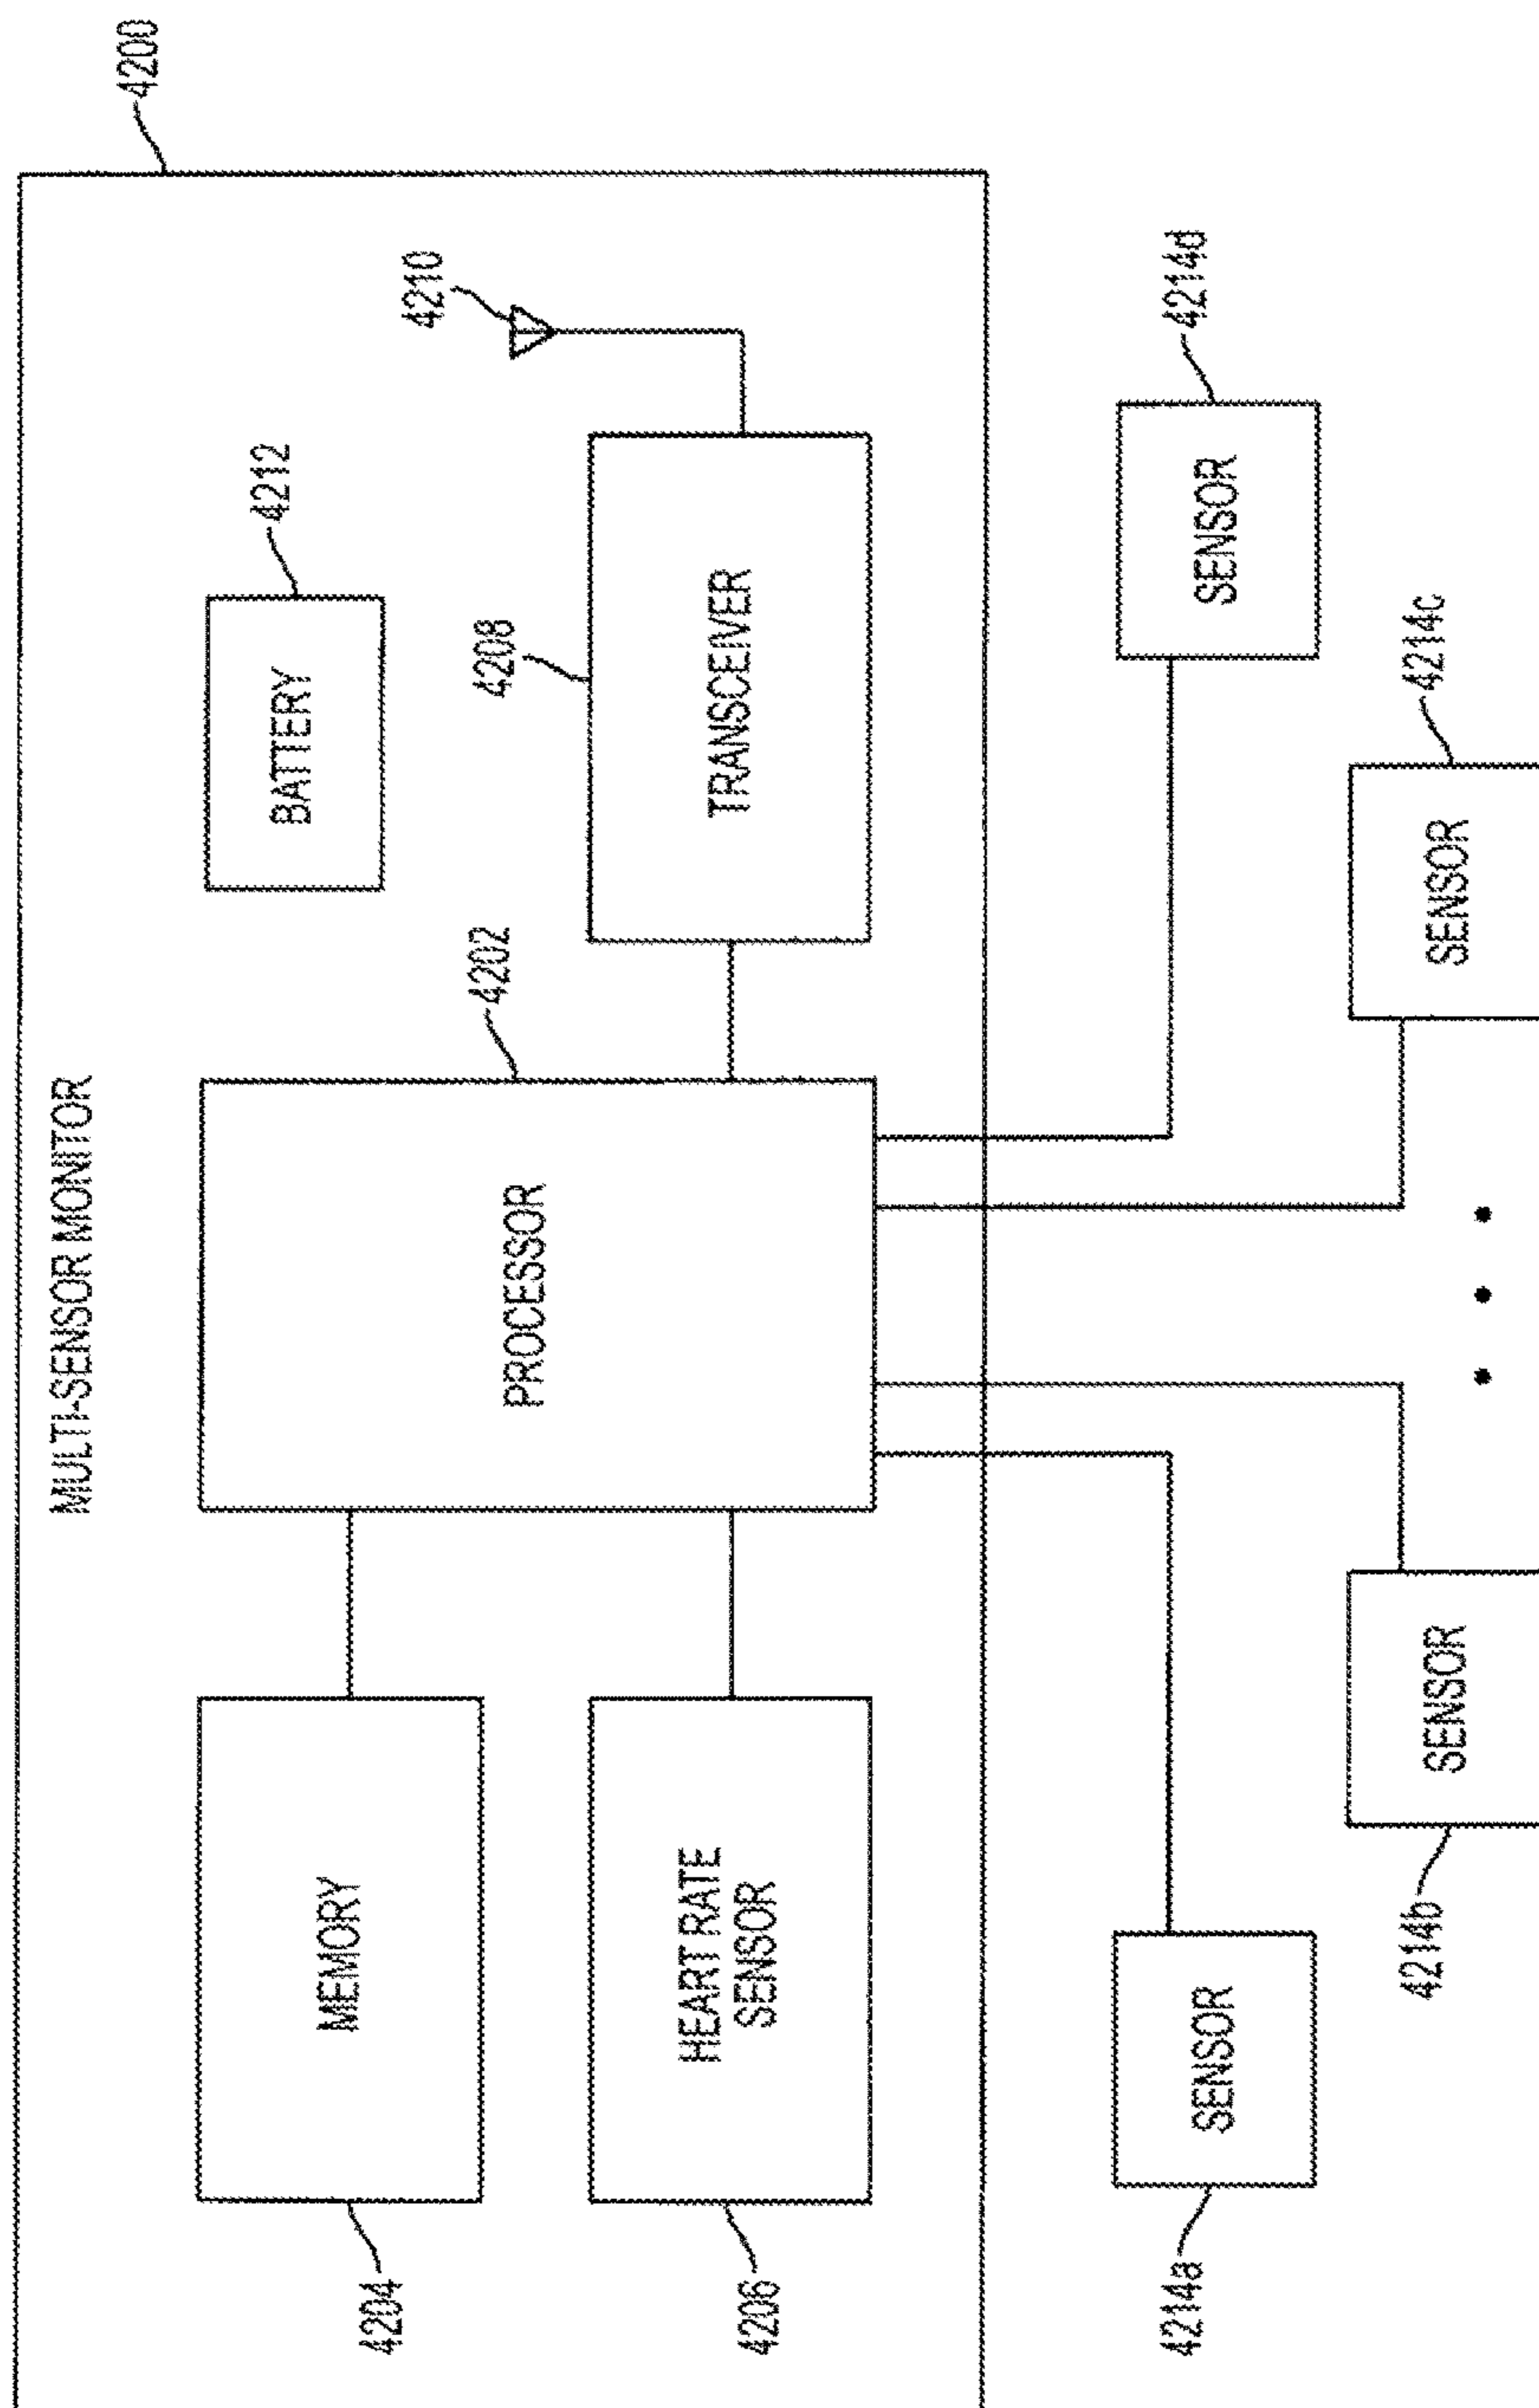 4200
MULTI-SENSOR MONITOR
4212
BATTERY
4210
4202
4208
PROCESSOR
TRANSCEIVER
MEMORY
4204
HEART RATE
SENSOR
4206
SENSOR
4214a
SENSOR
4214b
SENSOR
4214c
SENSOR
4214d